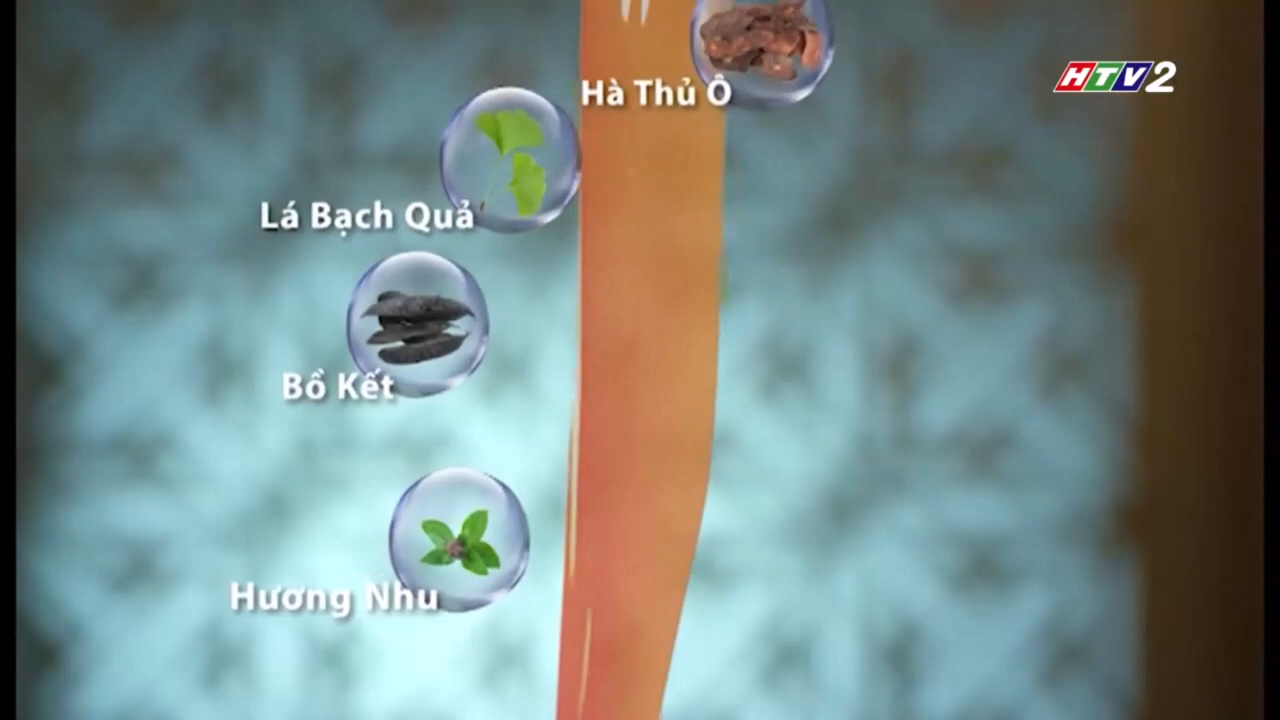 HTV2
Hà Thủ Ô
Lá Bạch Quả
Bồ Kết
Hương Nhu